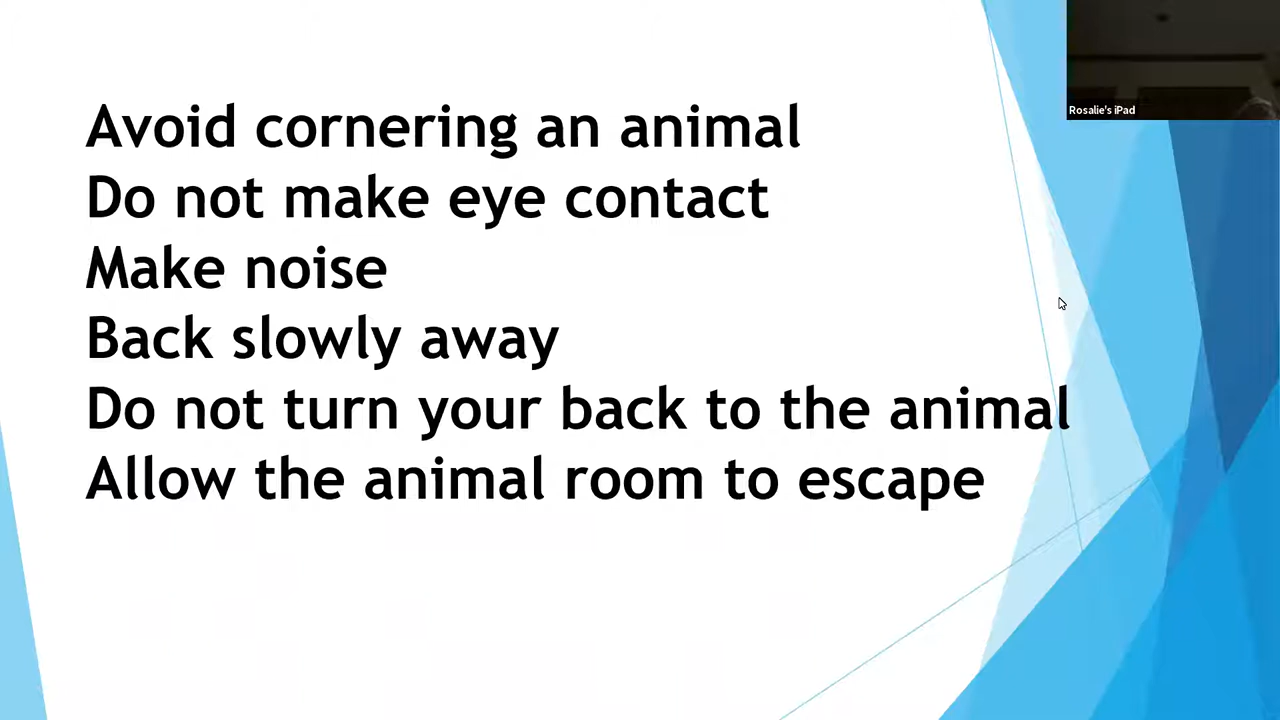 Avoid cornering an animal
Do not make eye contact
Make noise
Back slowly away
Do not turn your back to the animal
Allow the animal room to escape
Rosalie's iPad